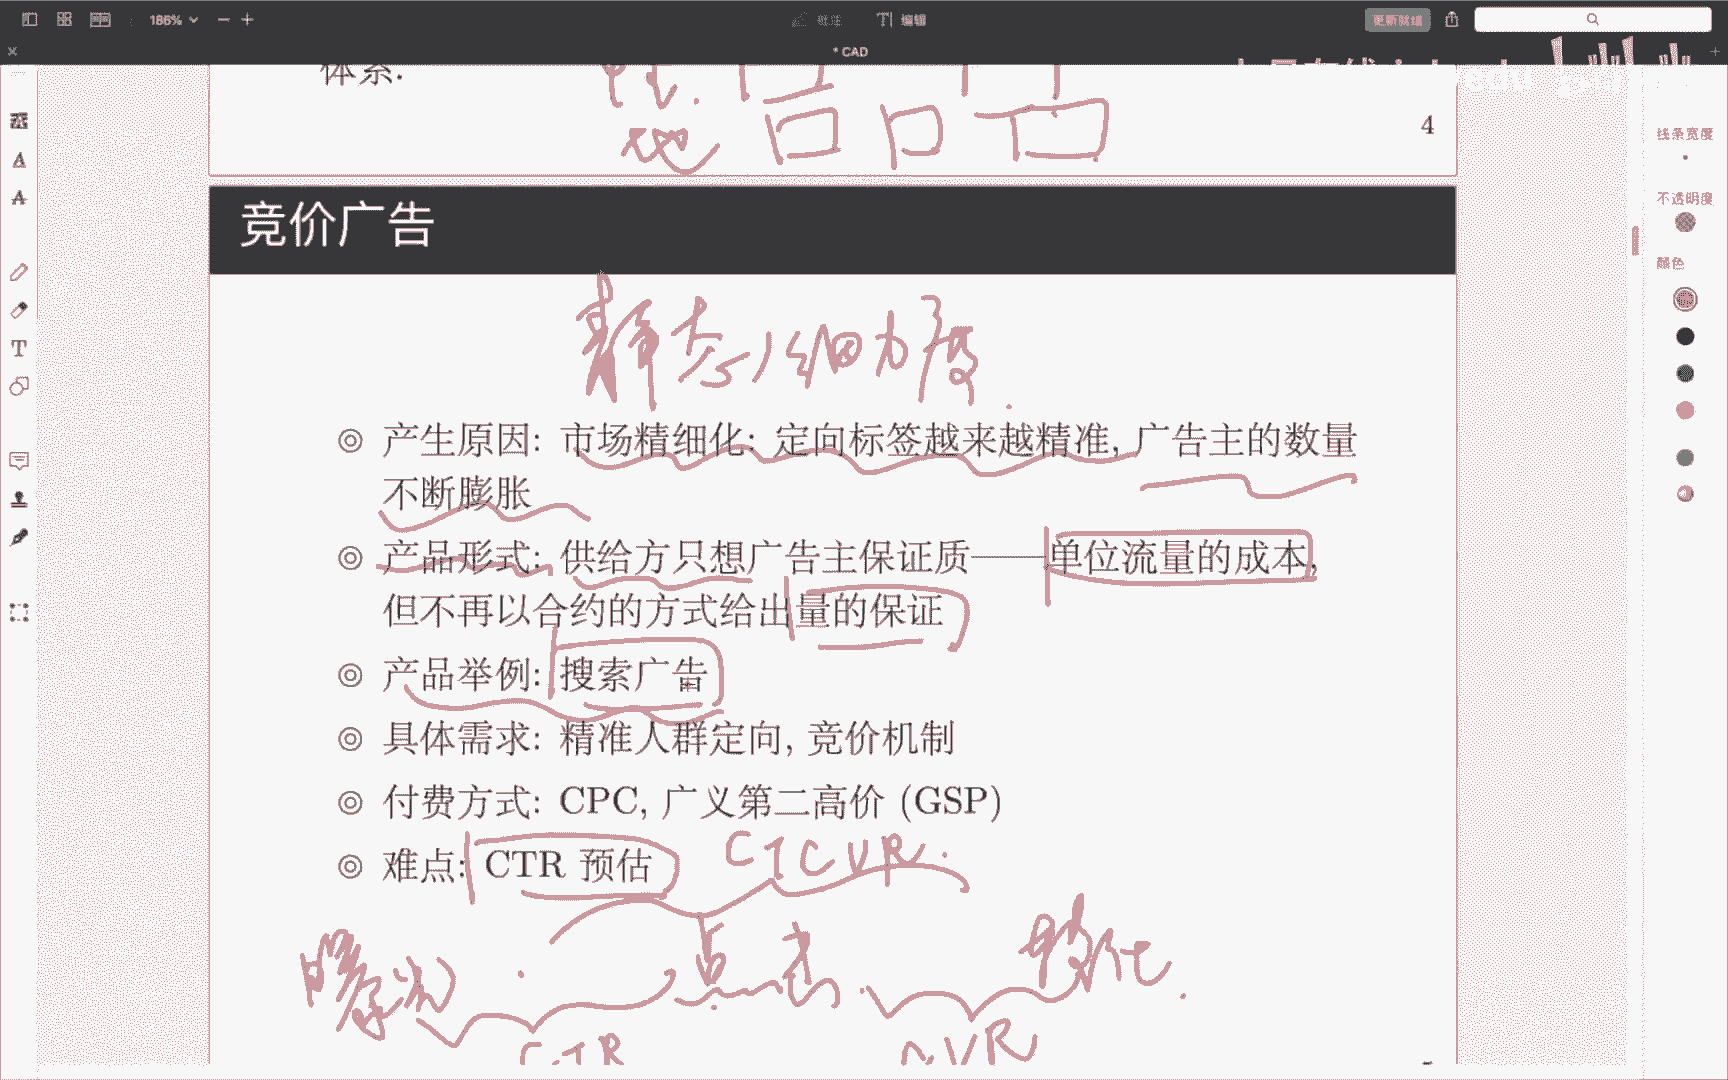 186%
批注
T| 编辑
更新就绪
* CAD
体系.
4
线条宽度
不透明度
颜色
竞价广告
静态/细力度
产生原因: 市场精细化: 定向标签越来越精准, 广告主的数量
不断膨胀
产品形式: 供给方只想广告主保证质——单位流量的成本,
但不再以合约的方式给出量的保证
产品举例: 搜索广告
具体需求: 精准人群定向, 竞价机制
付费方式: CPC, 广义第二高价 (GSP)
难点: CTR 预估
CTCVR.
曝光 点击 转化
CTR CVR